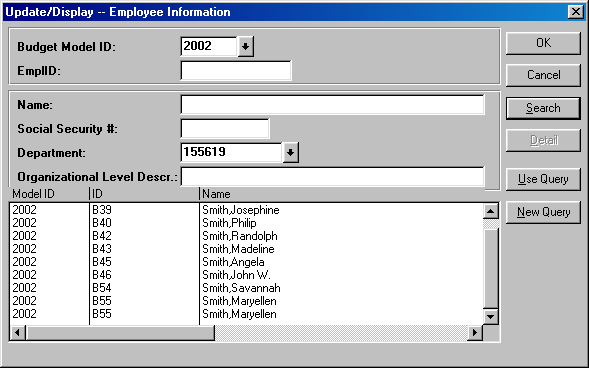 Update/Display -- Employee Information
Budget Model ID: 2002
EmplID:
OK
Cancel
Search
Detail
Use Query
New Query
Name:
Social Security #:
Department: 155619
Organizational Level Descr.:
Model ID ID Name
2002 B39 Smith,Josephine
2002 B40 Smith,Philip
2002 B42 Smith,Randolph
2002 B43 Smith,Madeline
2002 B45 Smith,Angela
2002 B46 Smith,John W.
2002 B54 Smith,Savannah
2002 B55 Smith,Maryellen
2002 B55 Smith,Maryellen